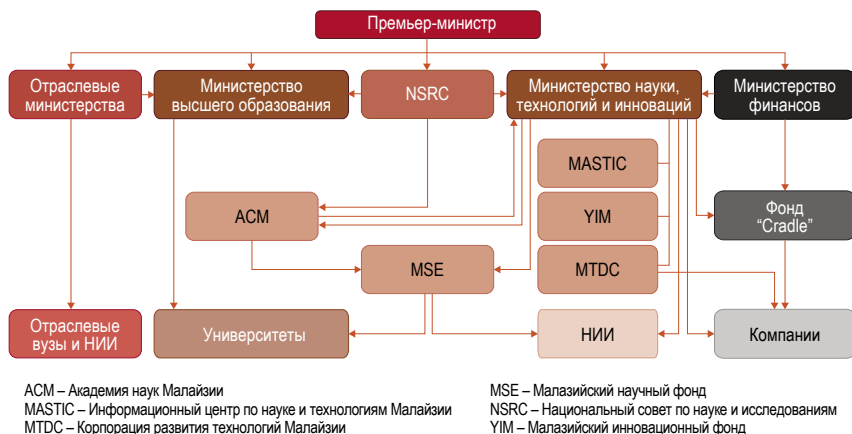 Премьер-министр
Отраслевые
министерства
Министерство
высшего образования
NSRC
Министерство науки,
технологий и инноваций
Министерство
финансов
MASTIC
ACM
YIM
Фонд
“Cradle”
MSE
MTDC
Отраслевые
вузы и НИИ
Университеты
НИИ
Компании
ACM – Академия наук Малайзии
MASTIC – Информационный центр по науке и технологиям Малайзии
MTDC – Корпорация развития технологий Малайзии
MSE – Малазийский научный фонд
NSRC – Национальный совет по науке и исследованиям
YIM – Малазийский инновационный фонд